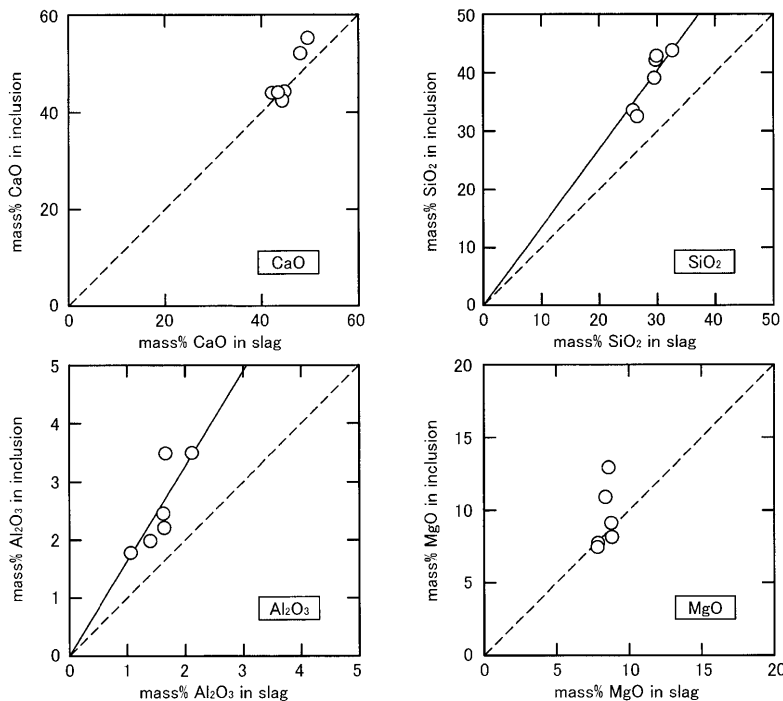 60
40
20
0
mass% CaO in inclusion
CaO
0 20 40 60
mass% CaO in slag
50
40
30
20
10
0
mass% SiO₂ in inclusion
SiO₂
0 10 20 30 40 50
mass% SiO₂ in slag
5
4
3
2
1
0
mass% Al₂O₃ in inclusion
Al₂O₃
0 1 2 3 4 5
mass% Al₂O₃ in slag
20
15
10
5
0
mass% MgO in inclusion
MgO
0 5 10 15 20
mass% MgO in slag